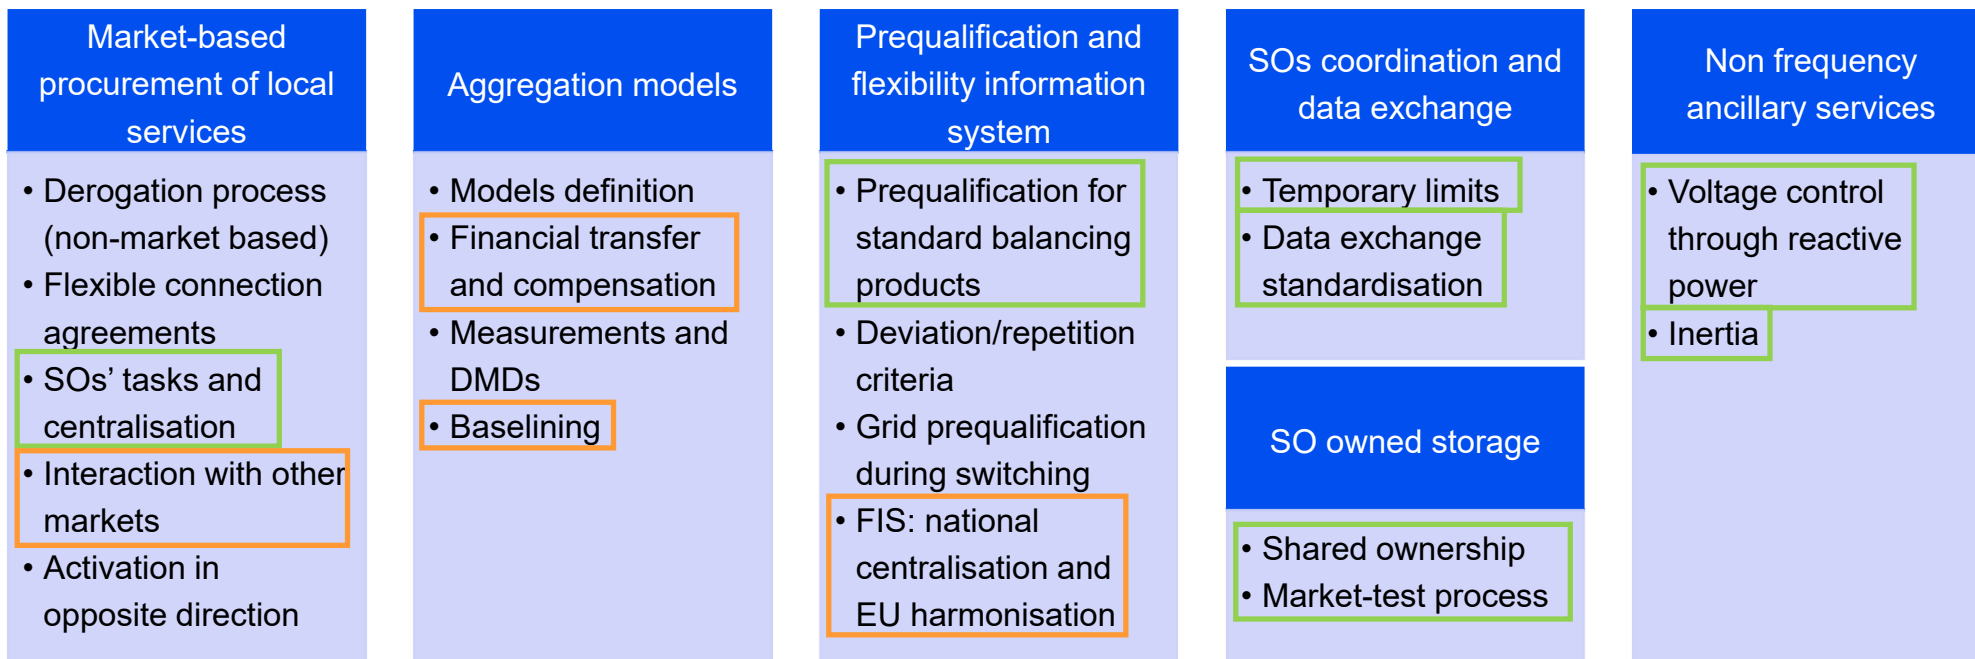 Market-based
procurement of local
services
• Derogation process
(non-market based)
• Flexible connection
agreements
• SOs’ tasks and
centralisation
• Interaction with other
markets
• Activation in
opposite direction
Aggregation models
• Models definition
• Financial transfer
and compensation
• Measurements and
DMDs
• Baselining
Prequalification and
flexibility information
system
• Prequalification for
standard balancing
products
• Deviation/repetition
criteria
• Grid prequalification
during switching
• FIS: national
centralisation and
EU harmonisation
SOs coordination and
data exchange
• Temporary limits
• Data exchange
standardisation
SO owned storage
• Shared ownership
• Market-test process
Non frequency
ancillary services
• Voltage control
through reactive
power
• Inertia